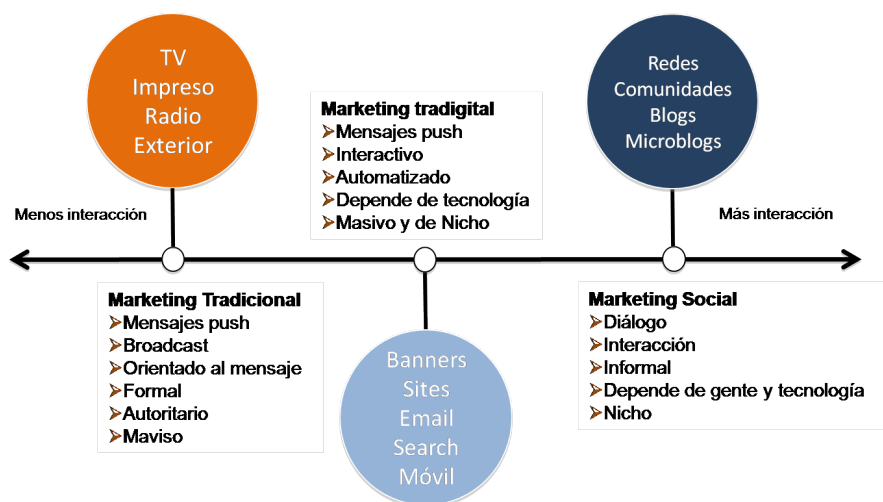 TV
Impreso
Radio
Exterior
Redes
Comunidades
Blogs
Microblogs
Marketing tradigital
➢Mensajes push
➢Interactivo
➢Automatizado
➢Depende de tecnología
➢Masivo y de Nicho
Menos interacción
Más interacción
Marketing Tradicional
➢Mensajes push
➢Broadcast
➢Orientado al mensaje
➢Formal
➢Autoritario
➢Maviso
Banners
Sites
Email
Search
Móvil
Marketing Social
➢Diálogo
➢Interacción
➢Informal
➢Depende de gente y tecnología
➢Nicho